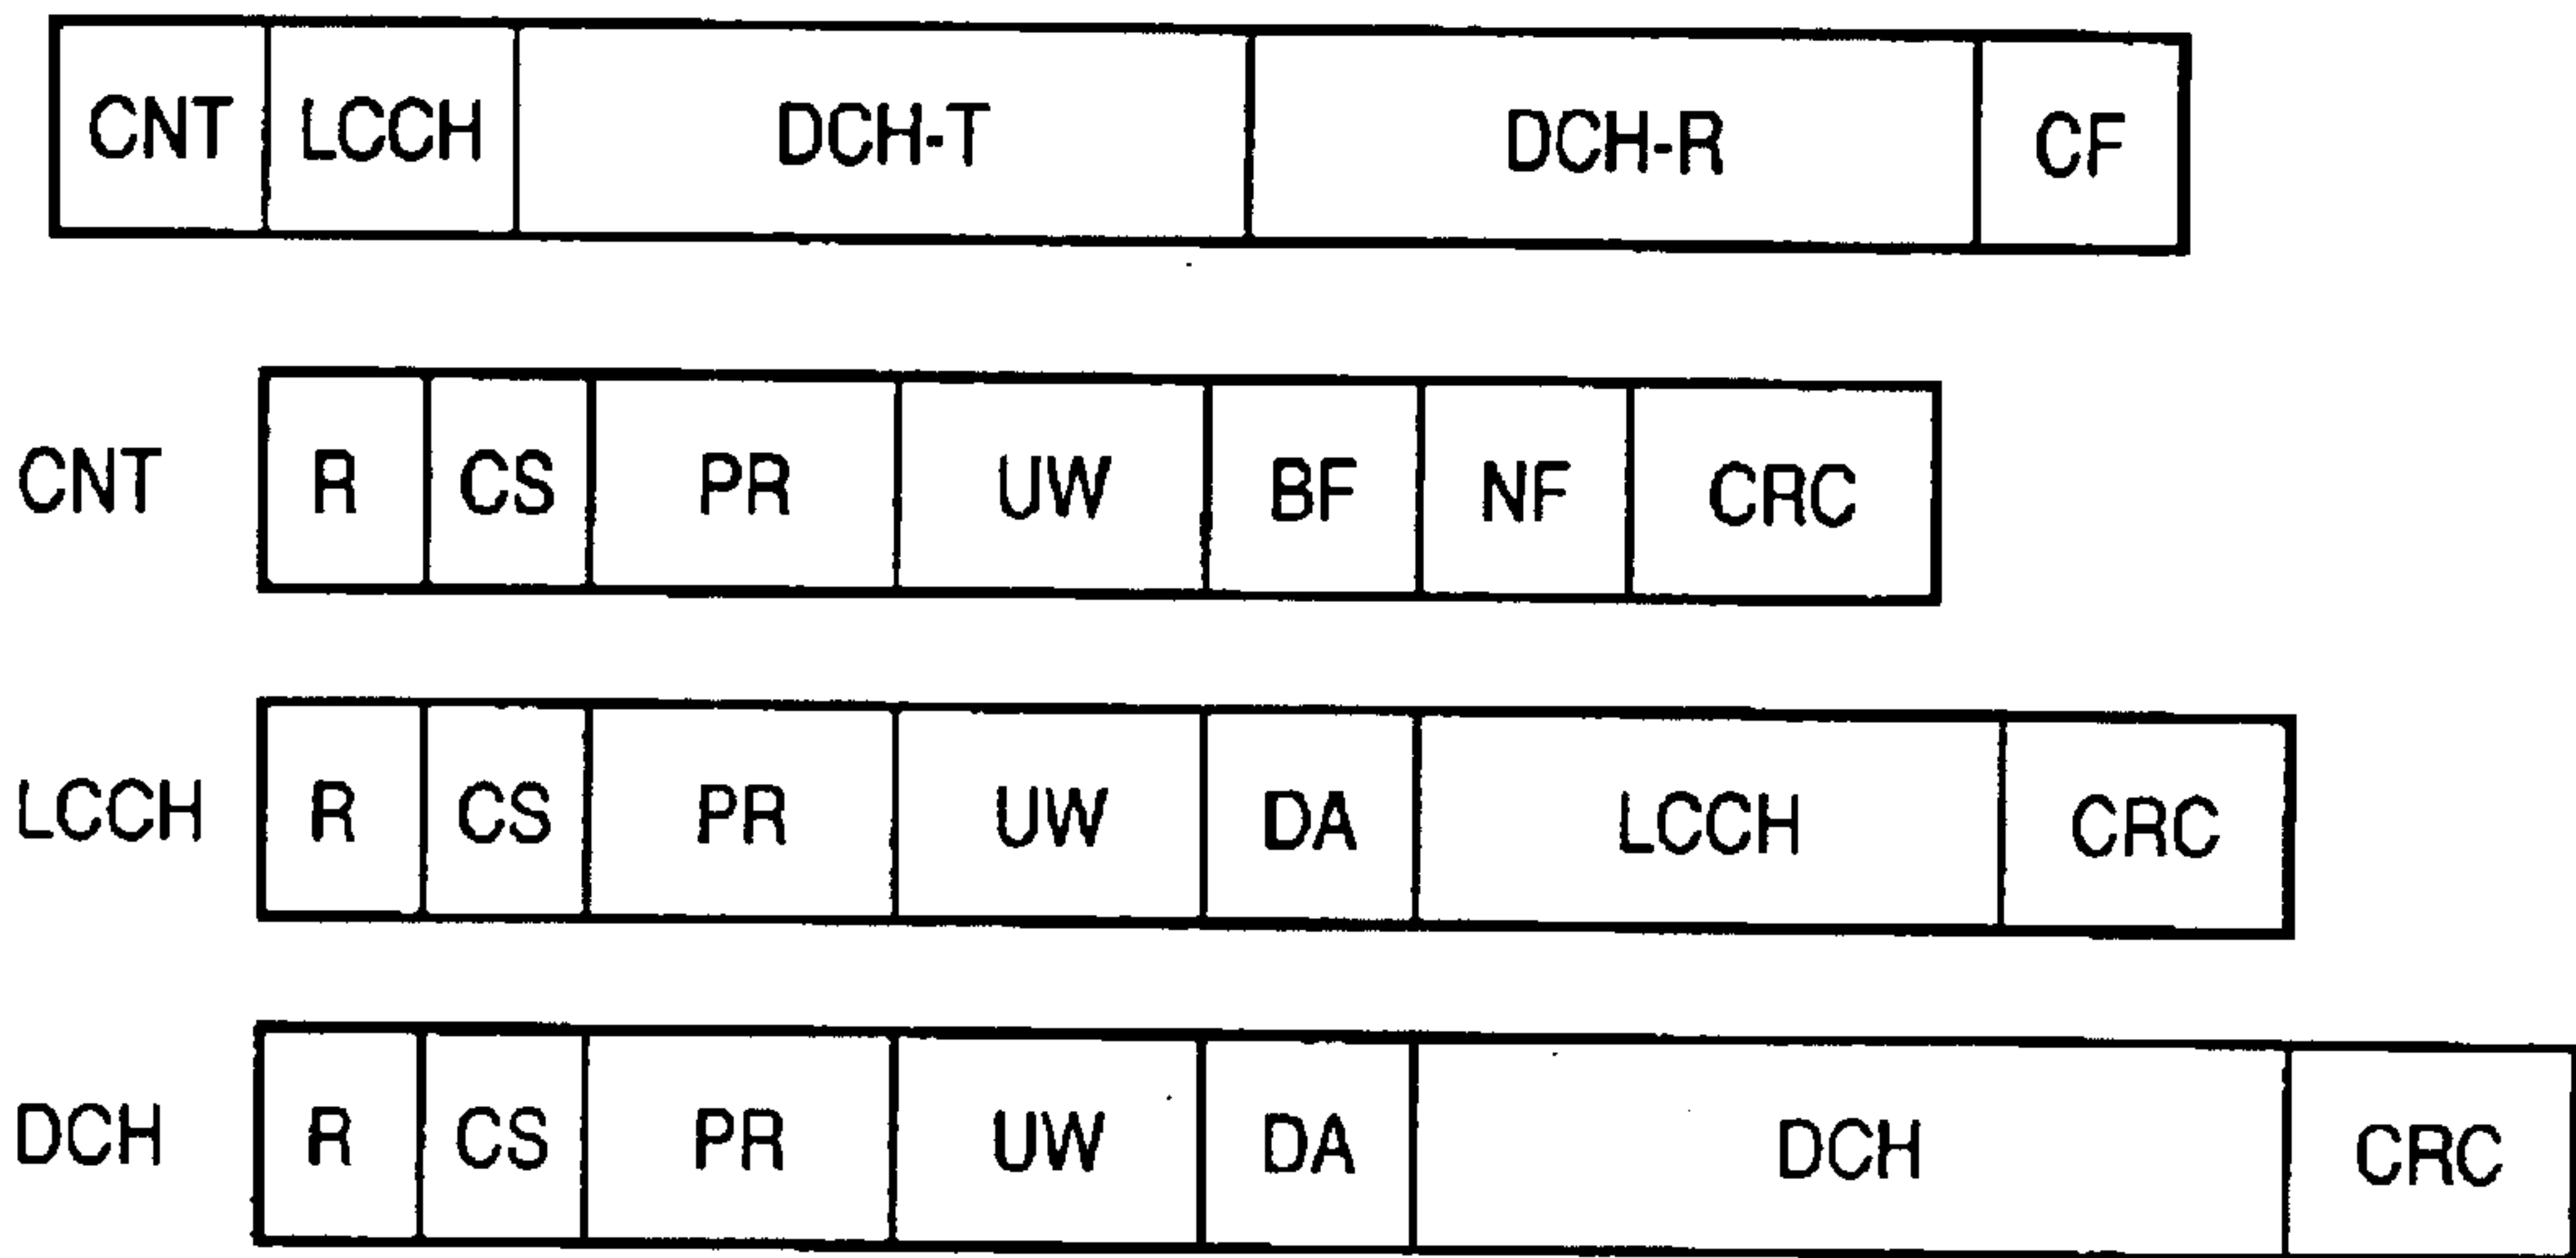 CNT LCCH DCH-T DCH-R CF
CNT R CS PR UW BF NF CRC
LCCH R CS PR UW DA LCCH CRC
DCH R CS PR UW DA DCH CRC